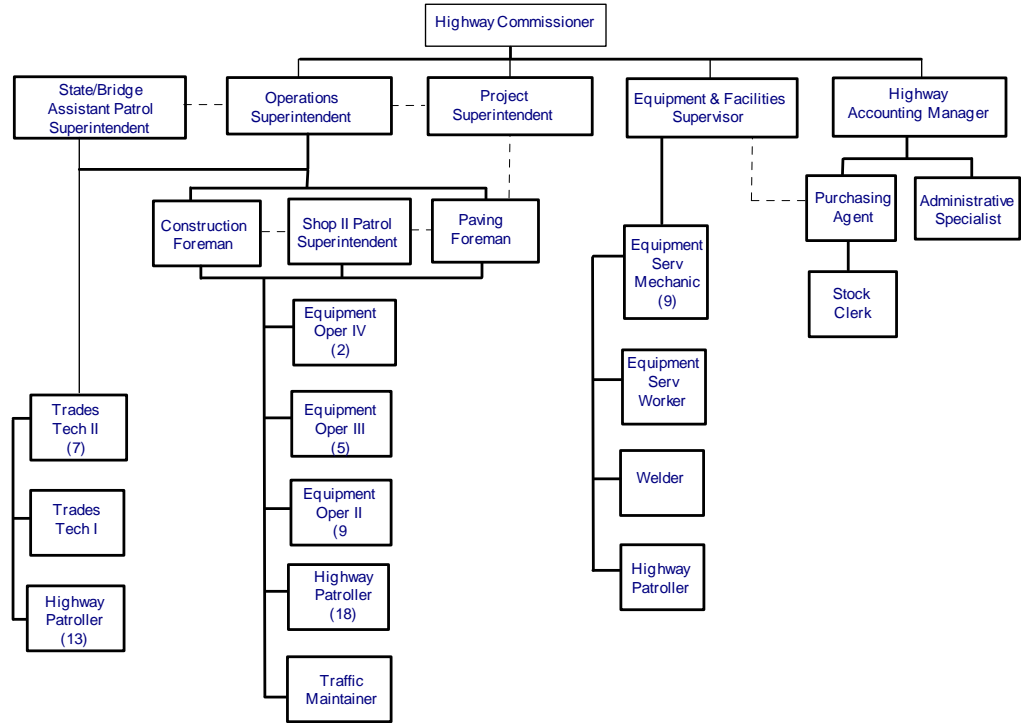 Highway Commissioner
State/Bridge
Assistant Patrol
Superintendent
Operations
Superintendent
Project
Superintendent
Equipment & Facilities
Supervisor
Highway
Accounting Manager
Construction
Foreman
Shop II Patrol
Superintendent
Paving
Foreman
Purchasing
Agent
Administrative
Specialist
Equipment
Serv
Mechanic
(9)
Stock
Clerk
Equipment
Oper IV
(2)
Equipment
Serv
Worker
Trades
Tech II
(7)
Equipment
Oper III
(5)
Welder
Trades
Tech I
Equipment
Oper II
(9
Highway
Patroller
Highway
Patroller
(13)
Highway
Patroller
(18)
Traffic
Maintainer